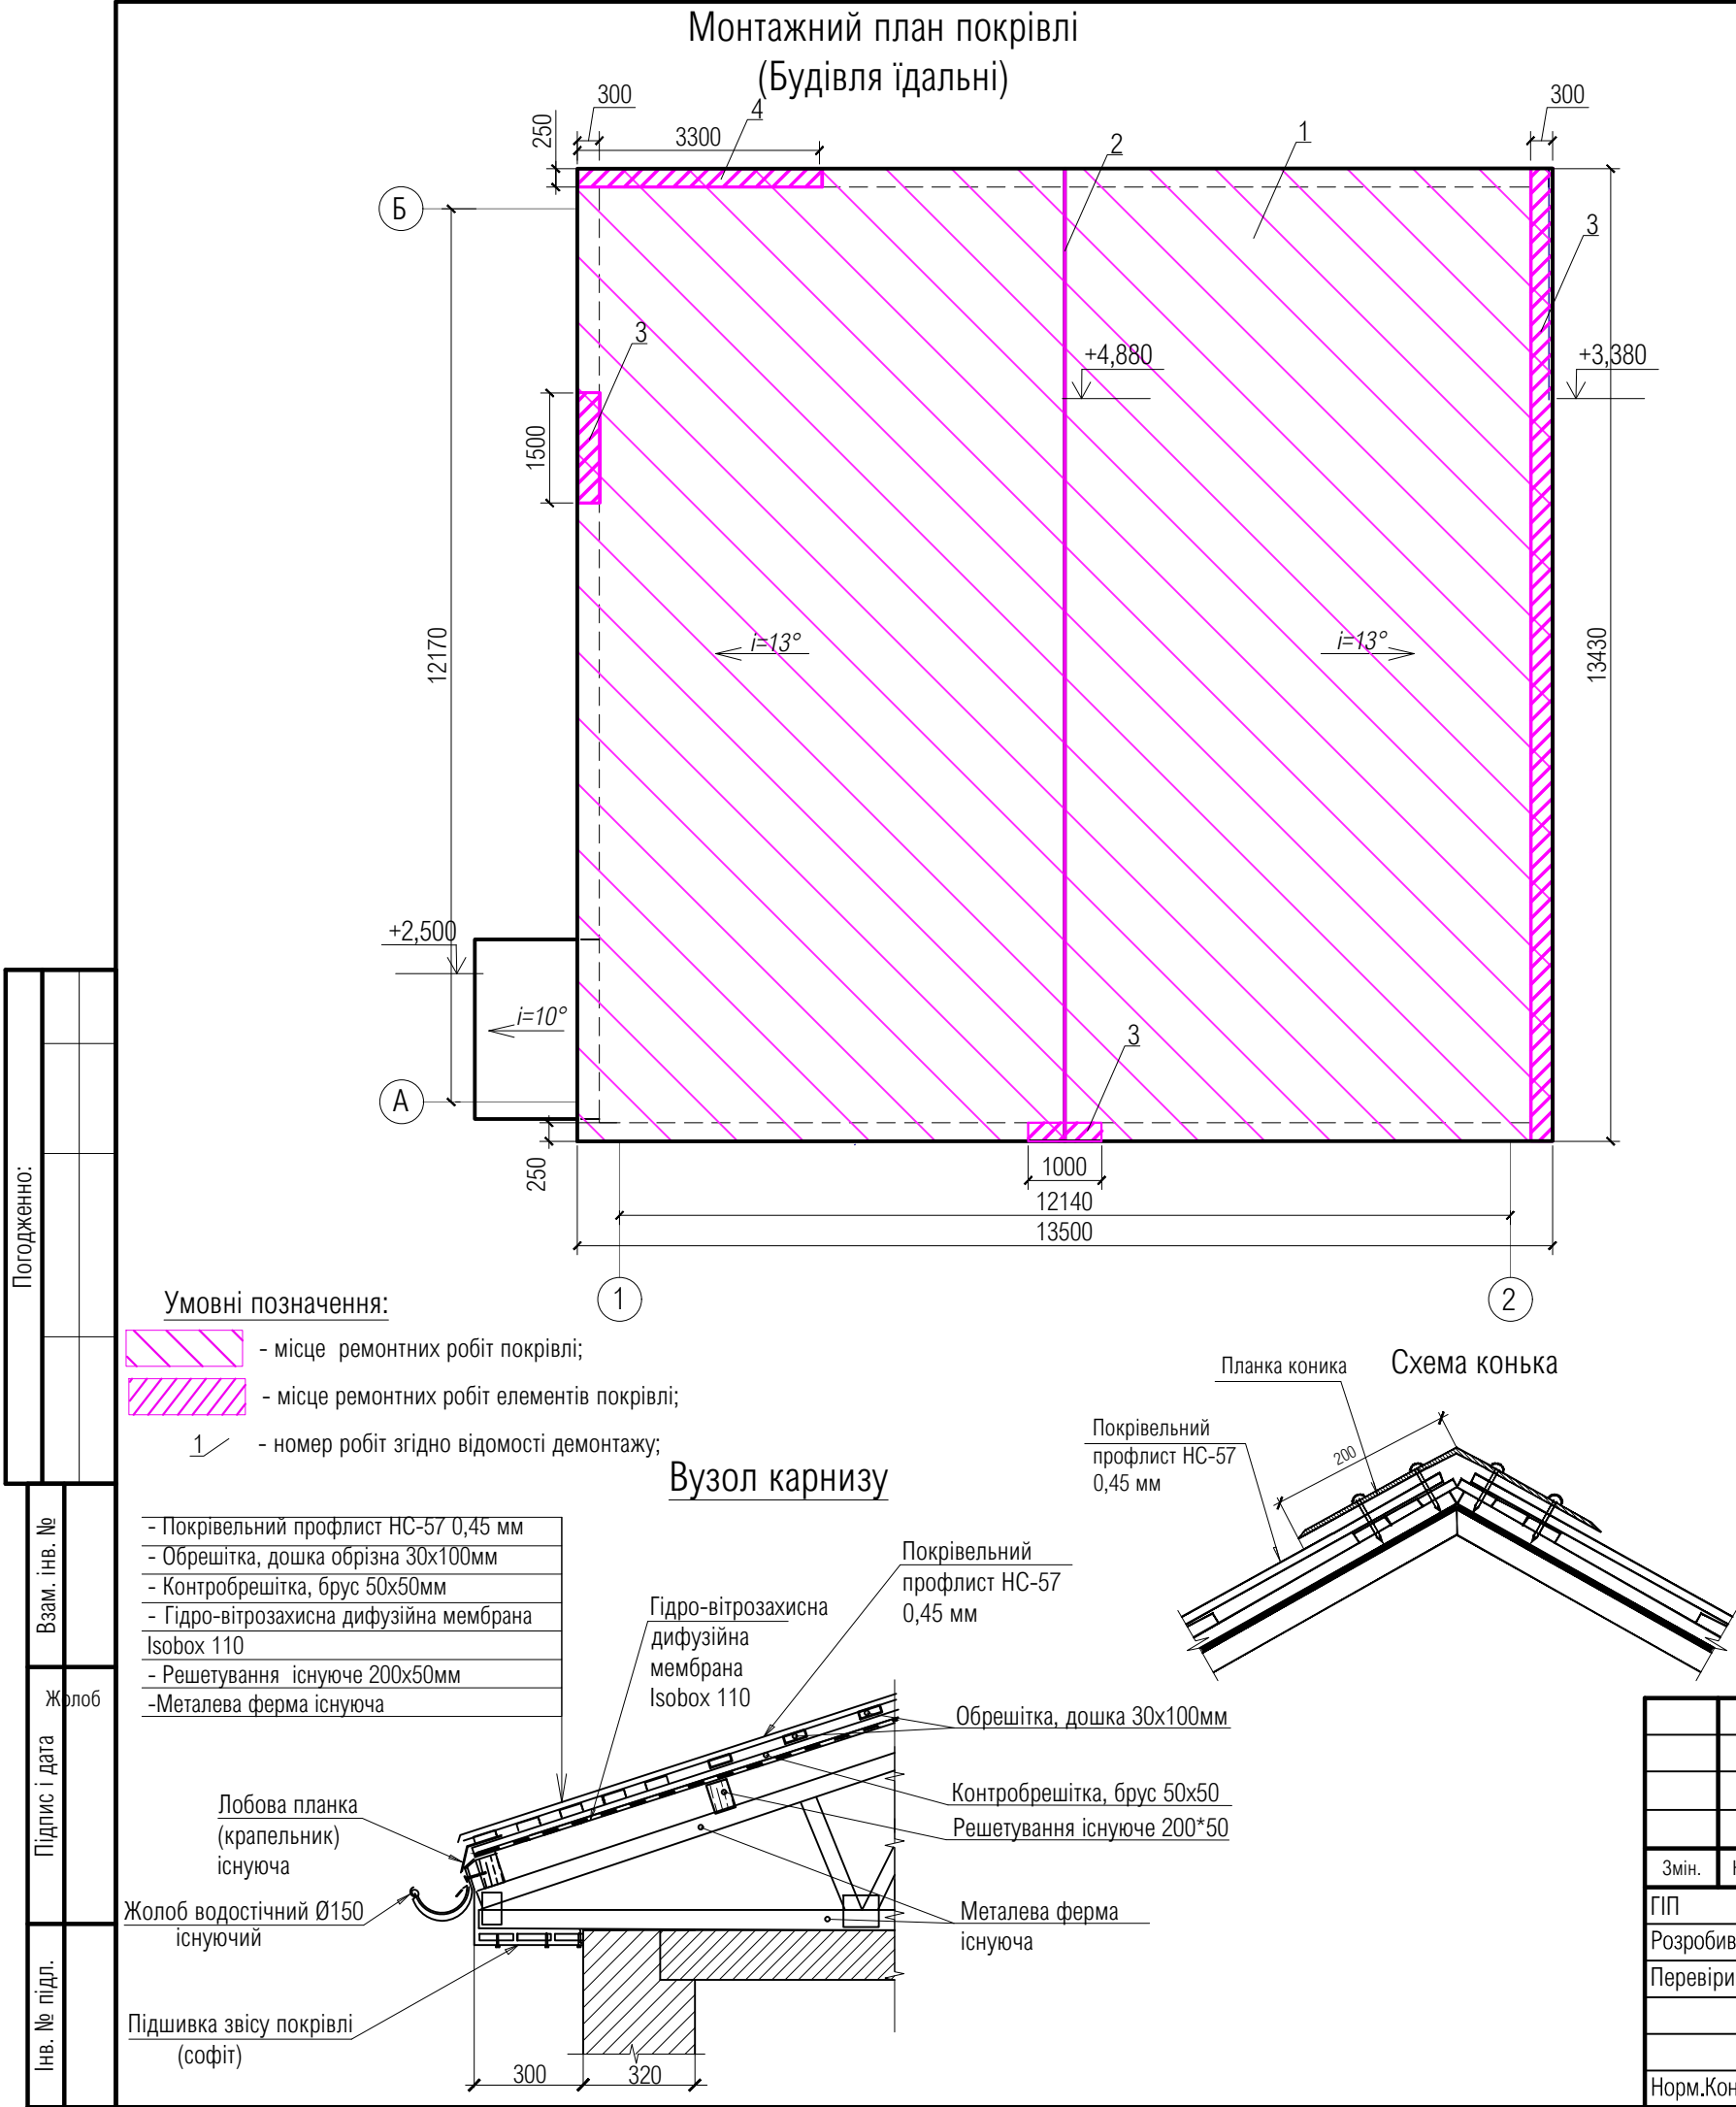 Монтажний план покрівлі
(Будівля їдальні)
300
4
3300
250
2
1
300
Б
3
3
+4,880
+3,380
1500
12170
i=13°
i=13°
13430
+2,500
i=10°
3
А
250
1000
12140
13500
1
2
Умовні позначення:
- місце ремонтних робіт покрівлі;
- місце ремонтних робіт елементів покрівлі;
1
- номер робіт згідно відомості демонтажу;
Схема конька
Планка коника
Покрівельний
профлист НС-57
0,45 мм
200
Вузол карнизу
- Покрівельний профлист НС-57 0,45 мм
- Обрешітка, дошка обрізна 30х100мм
- Контробрешітка, брус 50х50мм
- Гідро-вітрозахисна дифузійна мембрана
Isobox 110
- Решетування існуюче 200х50мм
-Металева ферма існуюча
Гідро-вітрозахисна
дифузійна
мембрана
Isobox 110
Покрівельний
профлист НС-57
0,45 мм
Обрешітка, дошка 30х100мм
Контробрешітка, брус 50х50
Решетування існуюче 200*50
Металева ферма
існуюча
Лобова планка
(крапельник)
існуюча
Жолоб водостічний Ø150
існуючий
Підшивка звісу покрівлі
(софіт)
300
320
Погодженно:
Взам. інв. №
Жолоб
Підпис і дата
Інв. № підл.
Змін.
ГІП
Розробив
Перевіри
Норм.Кон